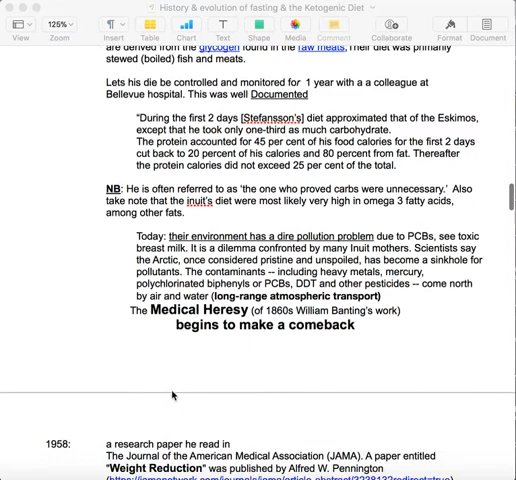 History & evolution of fasting & the Ketogenic Diet
125%
View
Zoom
Insert
Table
Chart
Text
Shape
Media
Comment
Collaborate
Format
Document
are derived from the glycogen found in the raw meats,Their diet was primarily
stewed (boiled) fish and meats.
Lets his die be controlled and monitored for 1 year with a a colleague at
Bellevue hospital. This was well Documented
“During the first 2 days [Stefansson's] diet approximated that of the Eskimos,
except that he took only one-third as much carbohydrate.
The protein accounted for 45 per cent of his food calories for the first 2 days
cut back to 20 percent of his calories and 80 percent from fat. Thereafter
the protein calories did not exceed 25 per cent of the total.
NB: He is often referred to as ‘the one who proved carbs were unnecessary.’ Also
take note that the inuit's diet were most likely very high in omega 3 fatty acids,
among other fats.
Today: their environment has a dire pollution problem due to PCBs, see toxic
breast milk. It is a dilemma confronted by many Inuit mothers. Scientists say
the Arctic, once considered pristine and unspoiled, has become a sinkhole for
pollutants. The contaminants -- including heavy metals, mercury,
polychlorinated biphenyls or PCBs, DDT and other pesticides -- come north
by air and water (long-range atmospheric transport)
The Medical Heresy (of 1860s William Banting's work)
begins to make a comeback
1958: a research paper he read in
The Journal of the American Medical Association (JAMA). A paper entitled
"Weight Reduction" was published by Alfred W. Pennington
(https://jamanetwork.com/journals/jama/article-abstract/323813?redirect=true)